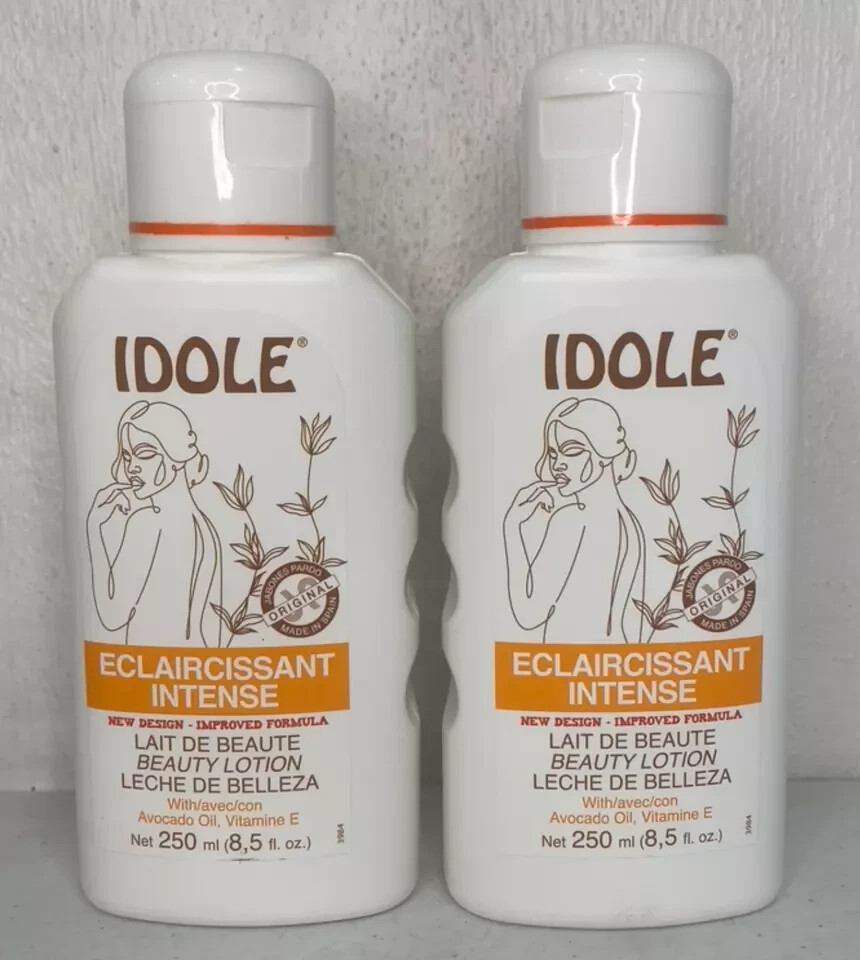 IDOLE®
JABONES PARDO
ORIGINAL
MADE IN SPAIN
ECLAIRCISSANT
INTENSE
NEW DESIGN - IMPROVED FORMULA
LAIT DE BEAUTE
BEAUTY LOTION
LECHE DE BELLEZA
With/avec/con
Avocado Oil, Vitamine E
Net 250 ml (8,5 fl. oz.)
3984
IDOLE®
JABONES PARDO
ORIGINAL
MADE IN SPAIN
ECLAIRCISSANT
INTENSE
NEW DESIGN - IMPROVED FORMULA
LAIT DE BEAUTE
BEAUTY LOTION
LECHE DE BELLEZA
With/avec/con
Avocado Oil, Vitamine E
Net 250 ml (8,5 fl. oz.)
3984